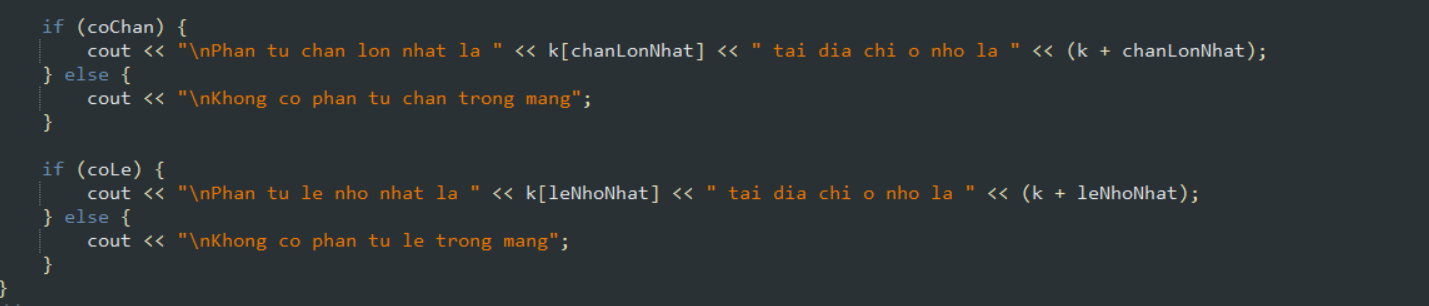 if (coChan) {
cout << "\nPhan tu chan lon nhat la " << k[chanLonNhat] << " tai dia chi o nho la " << (k + chanLonNhat);
} else {
cout << "\nKhong co phan tu chan trong mang";
}
if (coLe) {
cout << "\nPhan tu le nho nhat la " << k[leNhoNhat] << " tai dia chi o nho la " << (k + leNhoNhat);
} else {
cout << "\nKhong co phan tu le trong mang";
}
}